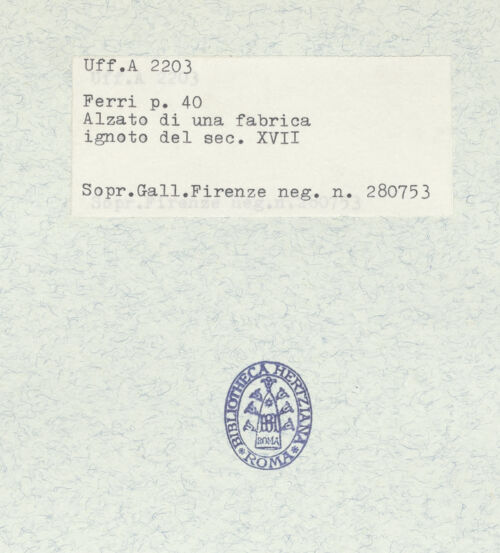 Uff.A 2203
Ferri p. 40
Alzato di una fabrica
ignoto del sec. XVII
Sopr.Gall.Firenze neg. n. 280753
BIBLIOTHECA HERTZIANA
ROMA
ROMA